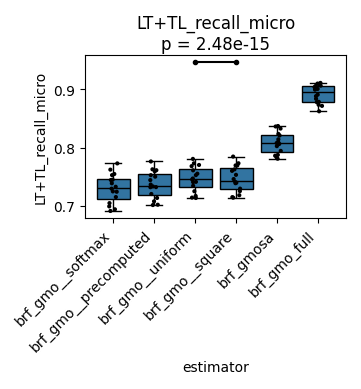 LT+TL_recall_micro
p = 2.48e-15
LT+TL_recall_micro
0.9
0.8
0.7
brf_gmo__softmax
brf_gmo__precomputed
brf_gmo__uniform
brf_gmo__square
brf_gmosa
brf_gmo_full
estimator